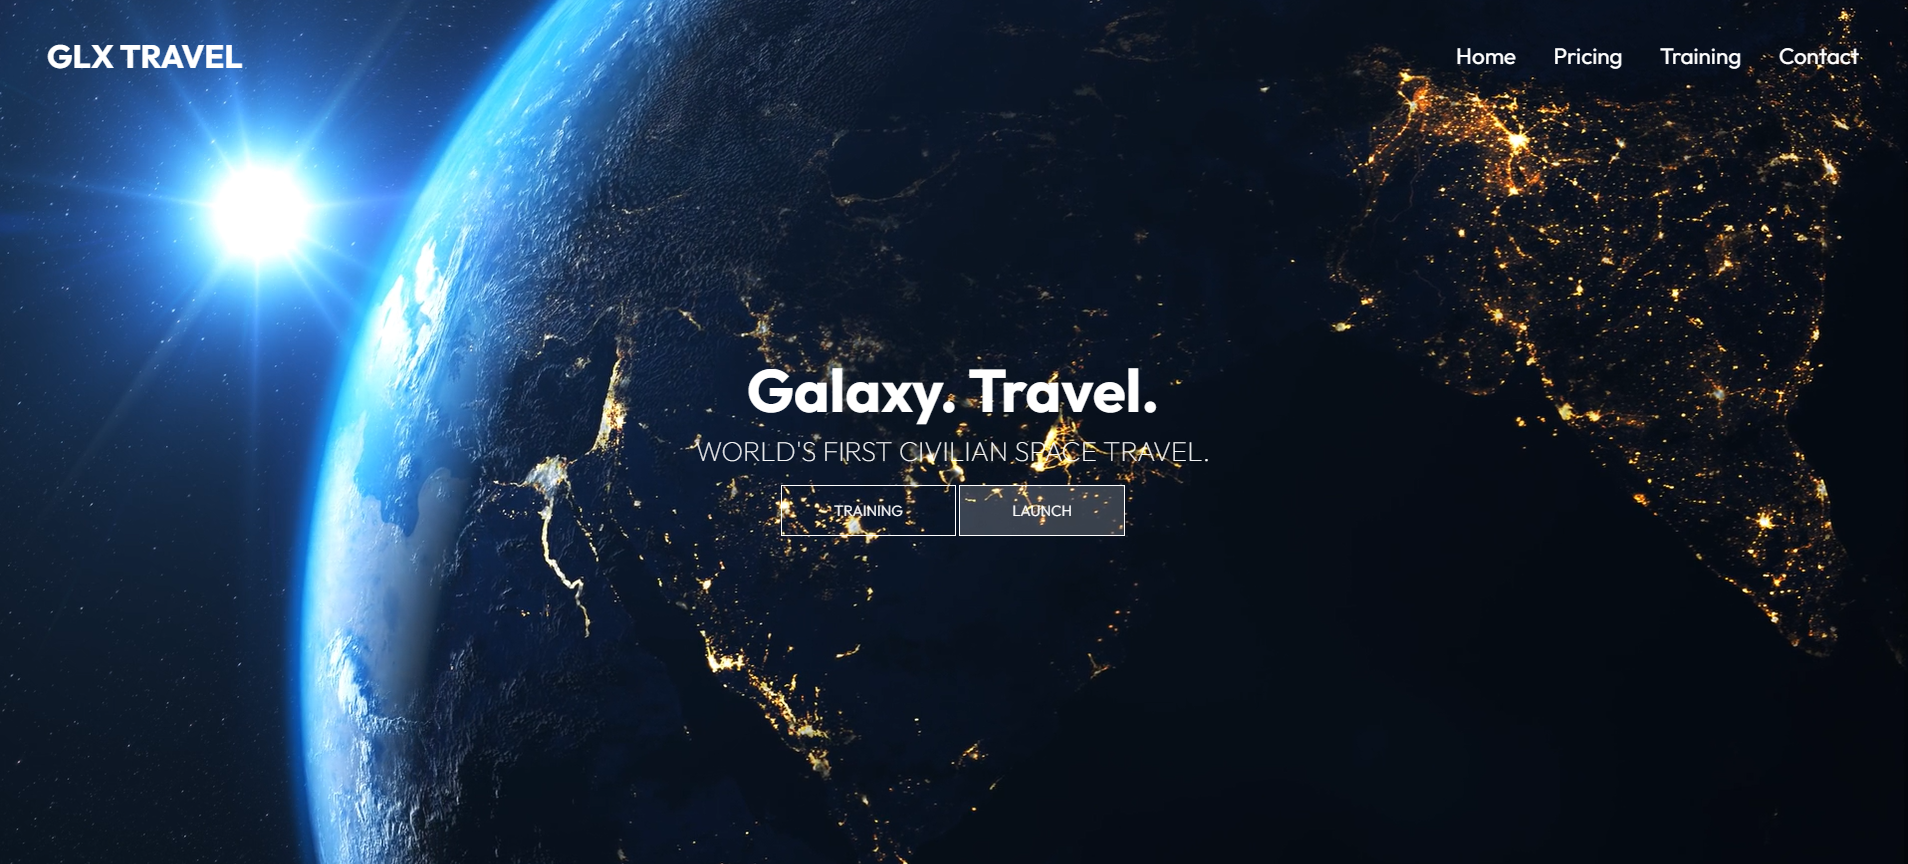 GLX TRAVEL
Home Pricing Training Contact
Galaxy. Travel.
WORLD'S FIRST CIVILIAN SPACE TRAVEL.
TRAINING LAUNCH